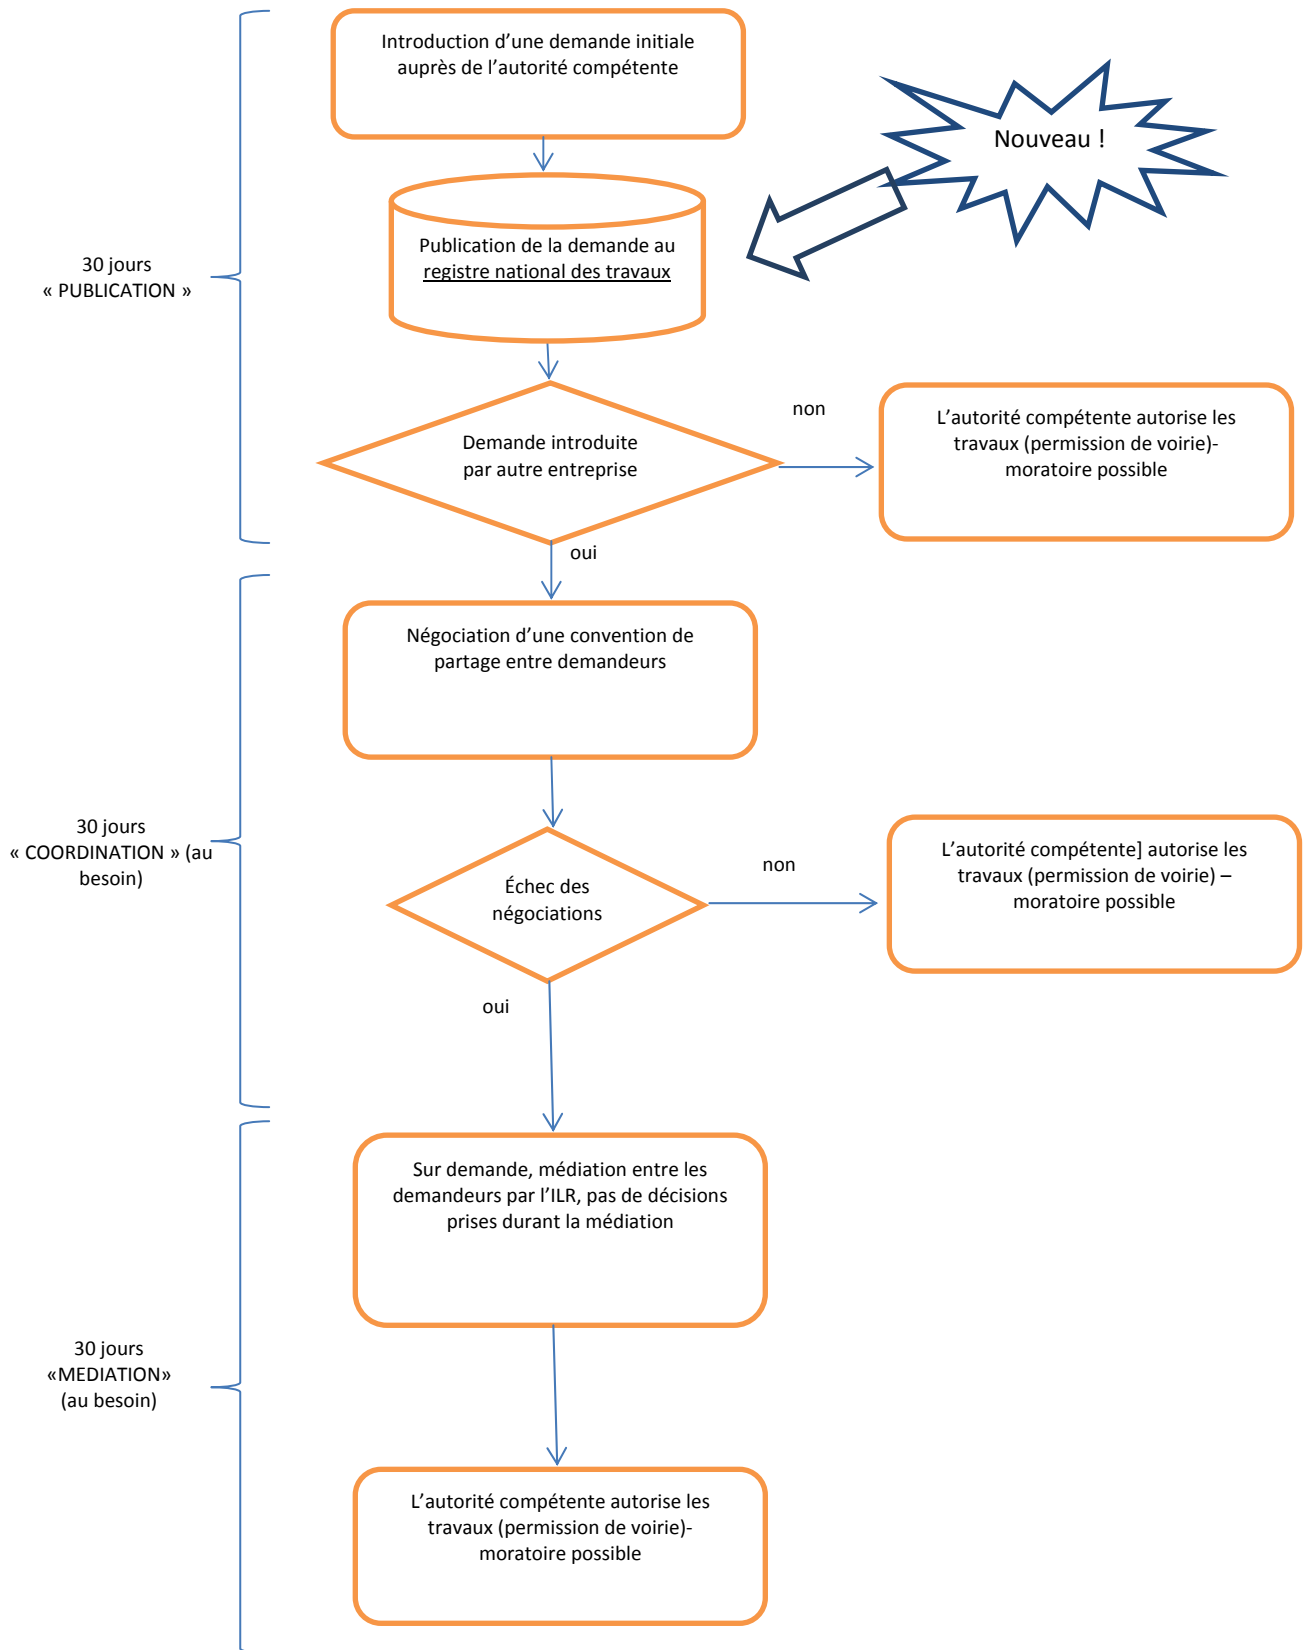 Introduction d’une demande initiale
auprès de l’autorité compétente
Nouveau !
Publication de la demande au
registre national des travaux
30 jours
« PUBLICATION »
Demande introduite
par autre entreprise
non
L’autorité compétente autorise les
travaux (permission de voirie)-
moratoire possible
oui
Négociation d’une convention de
partage entre demandeurs
30 jours
« COORDINATION » (au
besoin)
Échec des
négociations
non
L’autorité compétente] autorise les
travaux (permission de voirie) –
moratoire possible
oui
Sur demande, médiation entre les
demandeurs par l’ILR, pas de décisions
prises durant la médiation
30 jours
«MEDIATION»
(au besoin)
L’autorité compétente autorise les
travaux (permission de voirie)-
moratoire possible